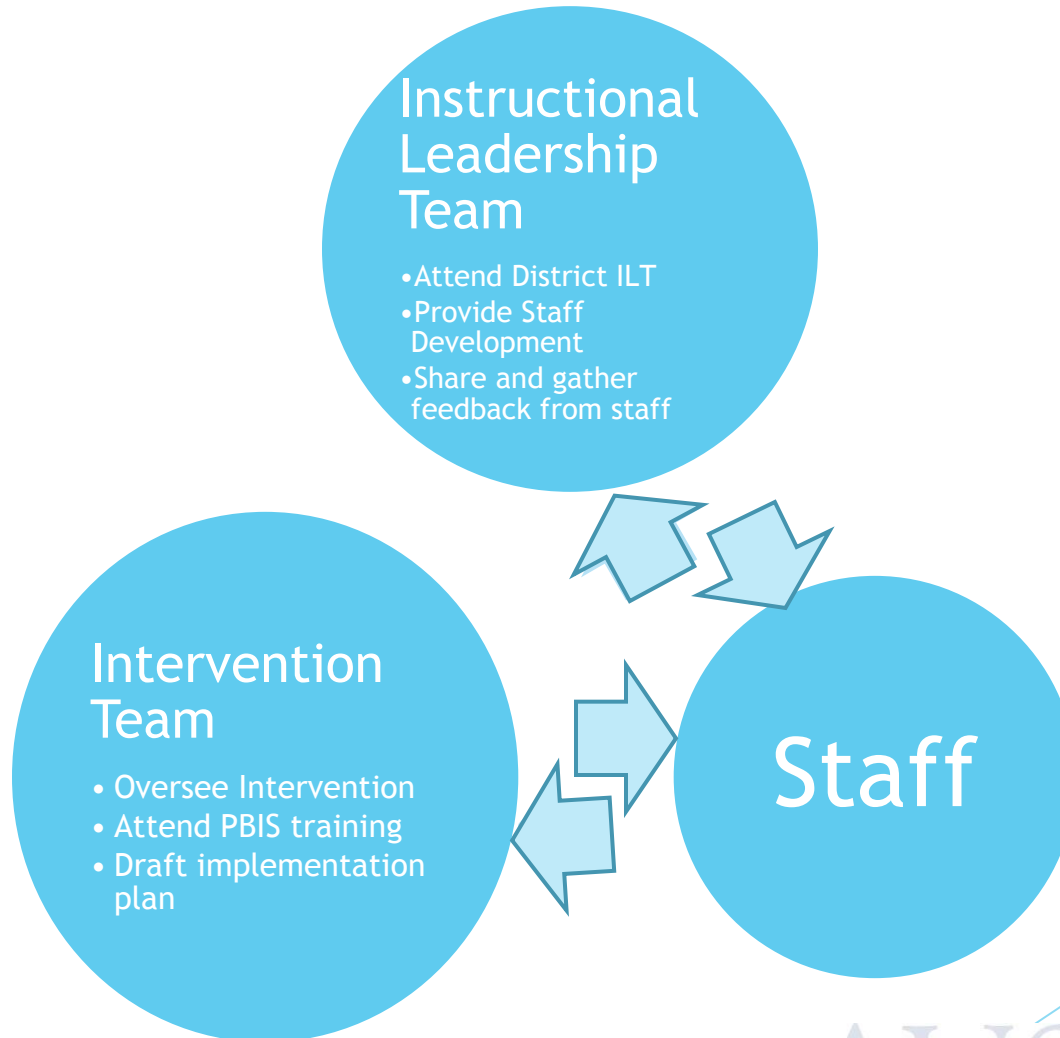 Instructional
Leadership
Team
•Attend District ILT
•Provide Staff
Development
•Share and gather
feedback from staff
Intervention
Team
• Oversee Intervention
• Attend PBIS training
• Draft implementation
plan
Staff